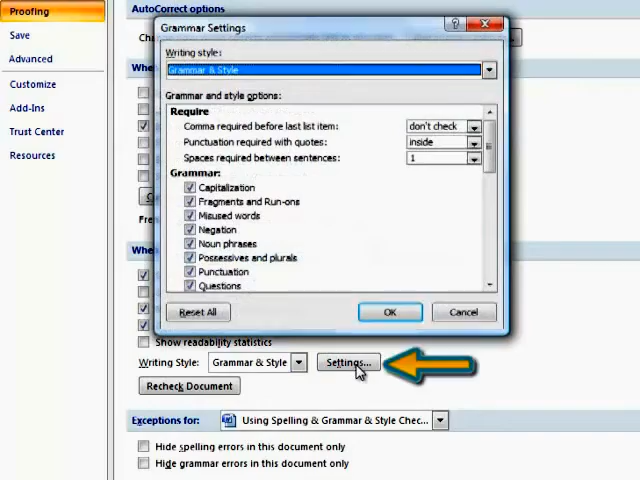 Proofing
Save
Advanced
Customize
Add-Ins
Trust Center
Resources
AutoCorrect options
Grammar Settings
Writing style:
Grammar & Style
Grammar and style options:
Require
Comma required before last list item: don't check
Punctuation required with quotes: inside
Spaces required between sentences: 1
Grammar:
Capitalization
Fragments and Run-ons
Misused words
Negation
Noun phrases
Possessives and plurals
Punctuation
Questions
Reset All OK Cancel
Show readability statistics
Writing Style: Grammar & Style Settings...
Recheck Document
Exceptions for: Using Spelling & Grammar & Style Chec...
Hide spelling errors in this document only
Hide grammar errors in this document only